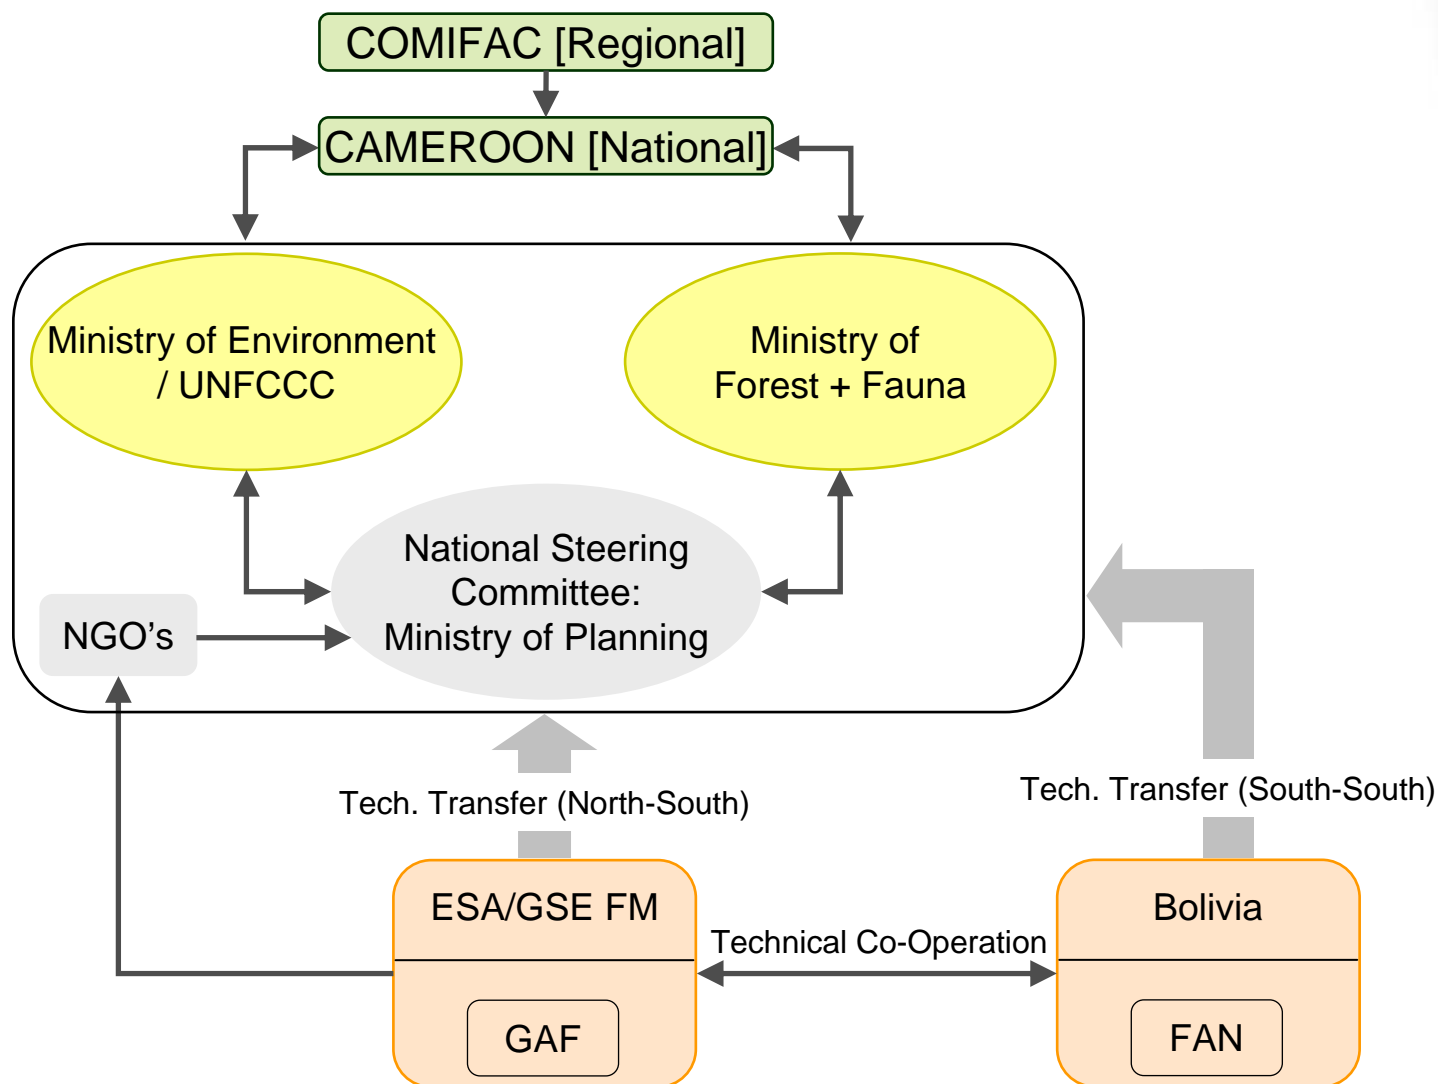 COMIFAC [Regional]
CAMEROON [National]
Ministry of Environment
/ UNFCCC
Ministry of
Forest + Fauna
National Steering
Committee:
Ministry of Planning
NGO’s
Tech. Transfer (North-South)
Tech. Transfer (South-South)
ESA/GSE FM
Bolivia
Technical Co-Operation
GAF
FAN